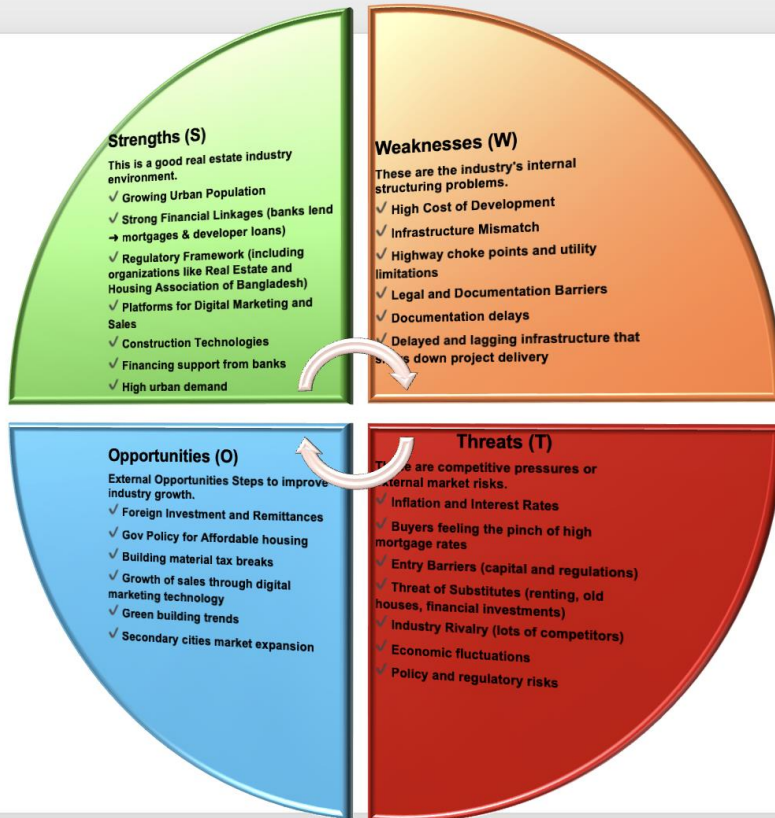 Strengths (S)
This is a good real estate industry
environment.
✓ Growing Urban Population
✓ Strong Financial Linkages (banks lend
➔ mortgages & developer loans)
✓ Regulatory Framework (including
organizations like Real Estate and
Housing Association of Bangladesh)
✓ Platforms for Digital Marketing and
Sales
✓ Construction Technologies
✓ Financing support from banks
✓ High urban demand
Weaknesses (W)
These are the industry's internal
structuring problems.
✓ High Cost of Development
✓ Infrastructure Mismatch
✓ Highway choke points and utility
limitations
✓ Legal and Documentation Barriers
✓ Documentation delays
✓ Delayed and lagging infrastructure that
down project delivery
Opportunities (O)
External Opportunities Steps to improve
industry growth.
✓ Foreign Investment and Remittances
✓ Gov Policy for Affordable housing
✓ Building material tax breaks
✓ Growth of sales through digital
marketing technology
✓ Green building trends
✓ Secondary cities market expansion
Threats (T)
are competitive pressures or
market risks.
✓ Inflation and Interest Rates
✓ Buyers feeling the pinch of high
mortgage rates
✓ Entry Barriers (capital and regulations)
✓ Threat of Substitutes (renting, old
houses, financial investments)
✓ Industry Rivalry (lots of competitors)
✓ Economic fluctuations
✓ Policy and regulatory risks